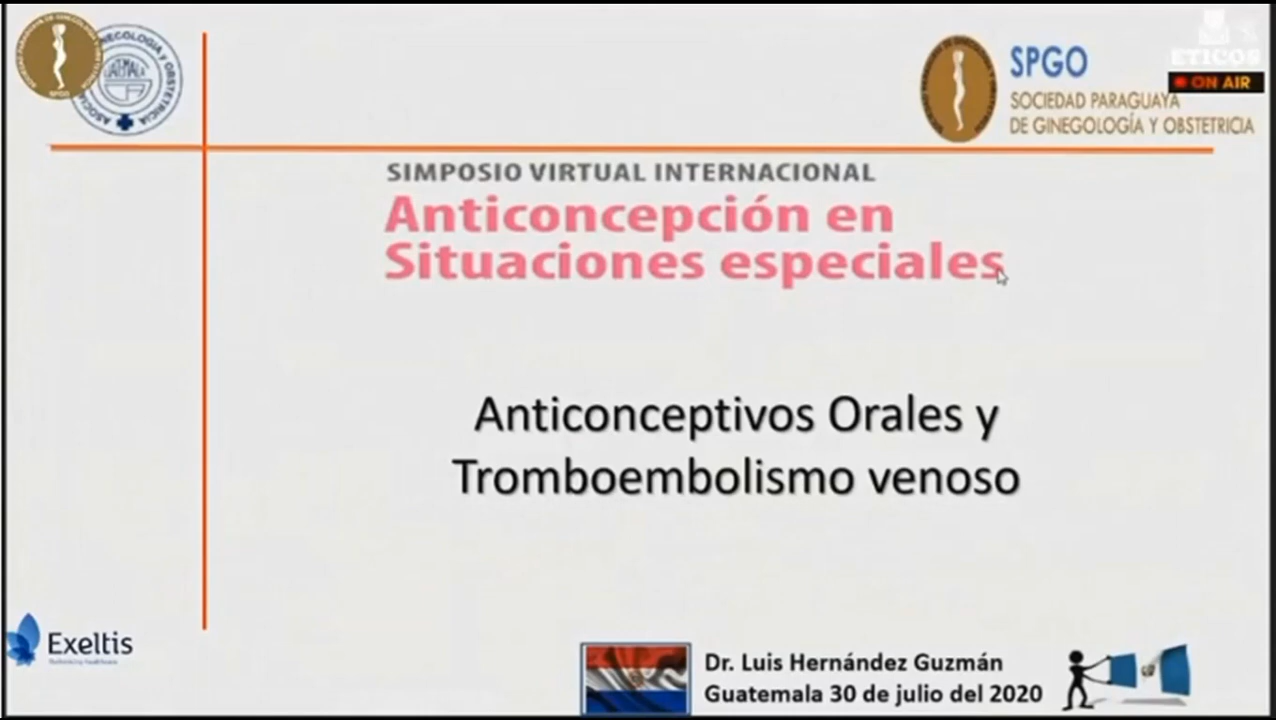 SPGO
SOCIEDAD PARAGUAYA
DE GINEGOLOGÍA Y OBSTETRICIA
ETICOS
ON AIR
SIMPOSIO VIRTUAL INTERNACIONAL
Anticoncepción en
Situaciones especiales
Anticonceptivos Orales y
Tromboembolismo venoso
Exeltis
Dr. Luis Hernández Guzmán
Guatemala 30 de julio del 2020